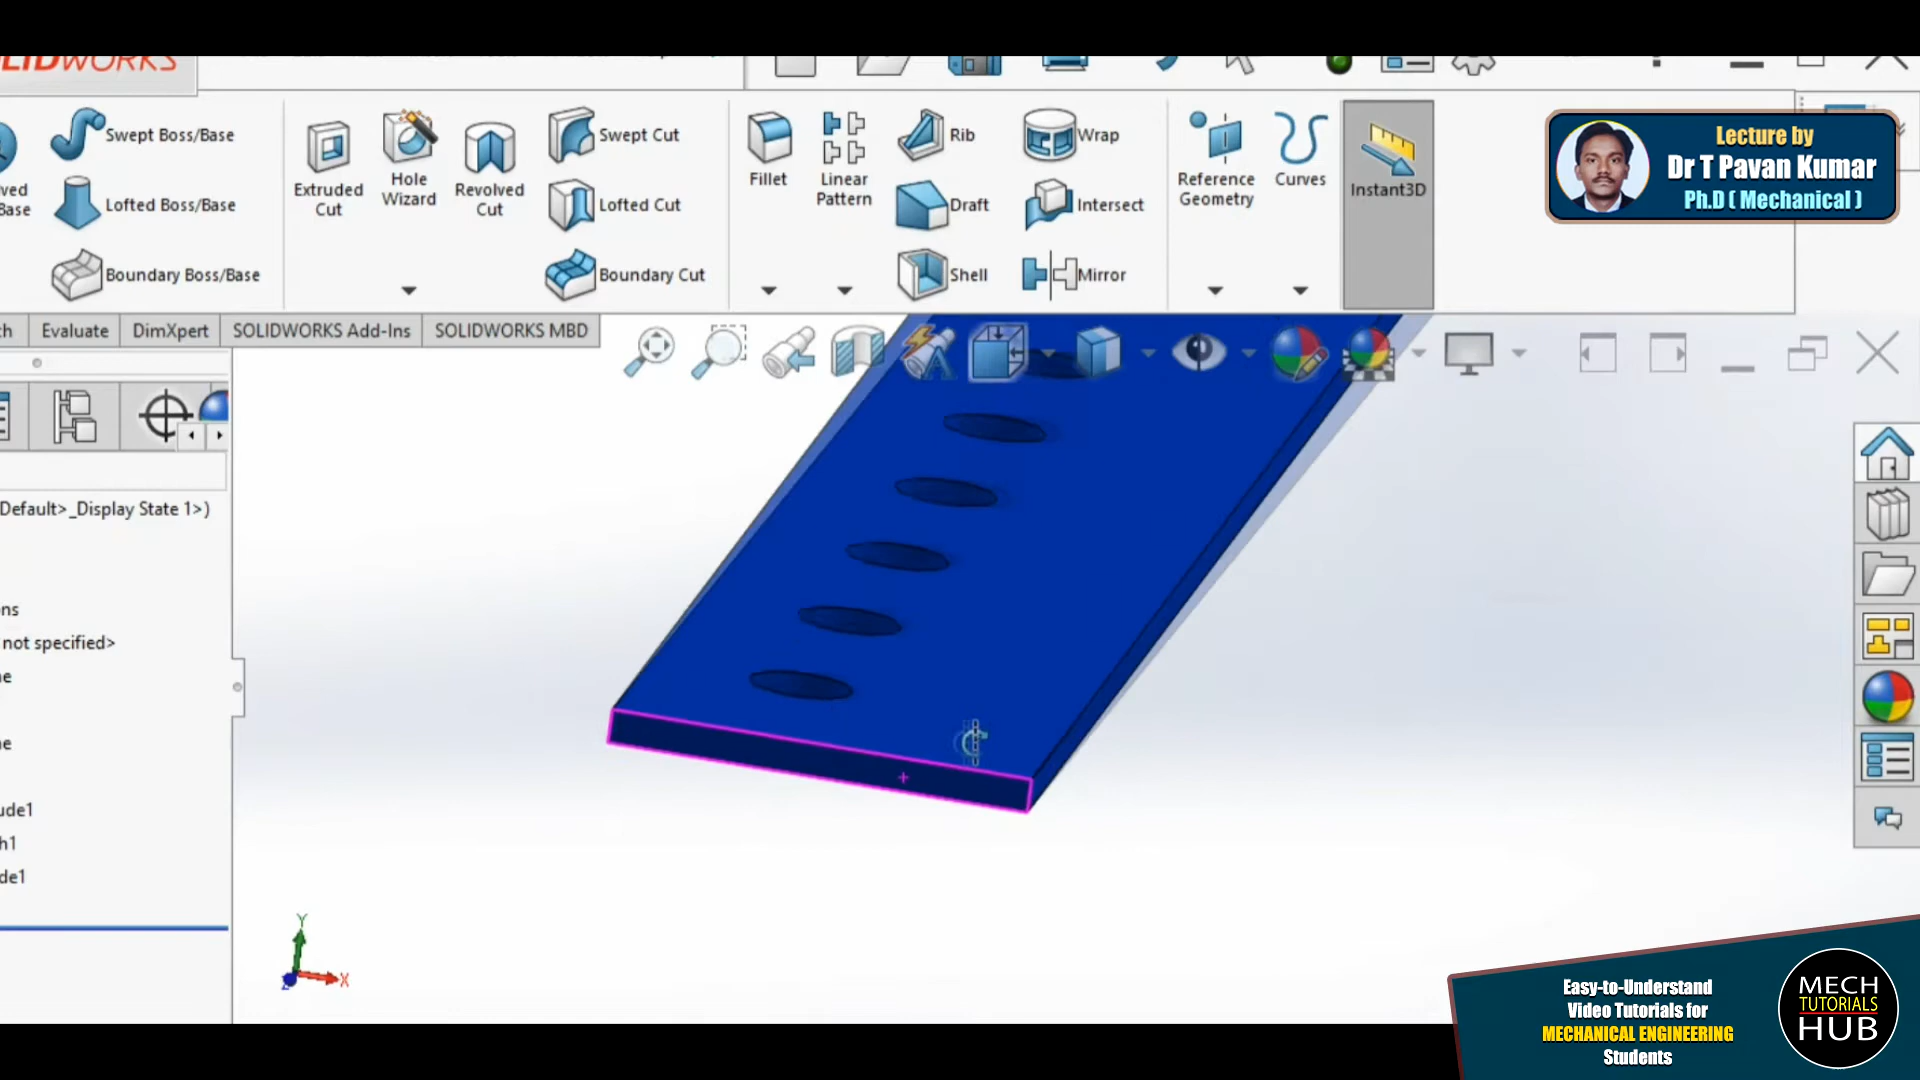 SOLIDWORKS
Swept Boss/Base
Lofted Boss/Base
Boundary Boss/Base
Extruded
Cut
Hole
Wizard
Revolved
Cut
Swept Cut
Lofted Cut
Boundary Cut
Fillet
Linear
Pattern
Rib
Draft
Shell
Wrap
Intersect
Mirror
Reference
Geometry
Curves
Instant3D
Lecture by
Dr T Pavan Kumar
Ph.D ( Mechanical )
Evaluate
DimXpert
SOLIDWORKS Add-Ins
SOLIDWORKS MBD
Default>_Display State 1>)
not specified>
Y
X
Easy-to-Understand
Video Tutorials for
MECHANICAL ENGINEERING
Students
MECH
TUTORIALS
HUB